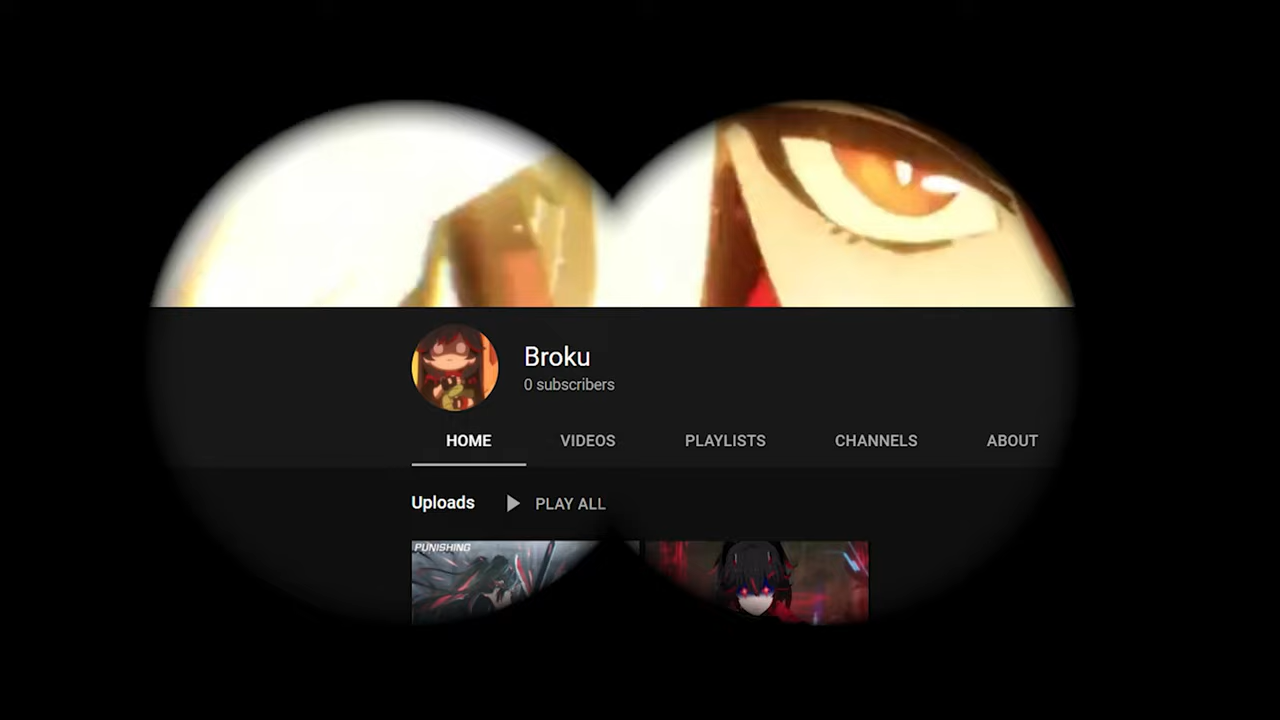 Broku
0 subscribers
HOME VIDEOS PLAYLISTS CHANNELS ABOUT
Uploads PLAY ALL
PUNISHING